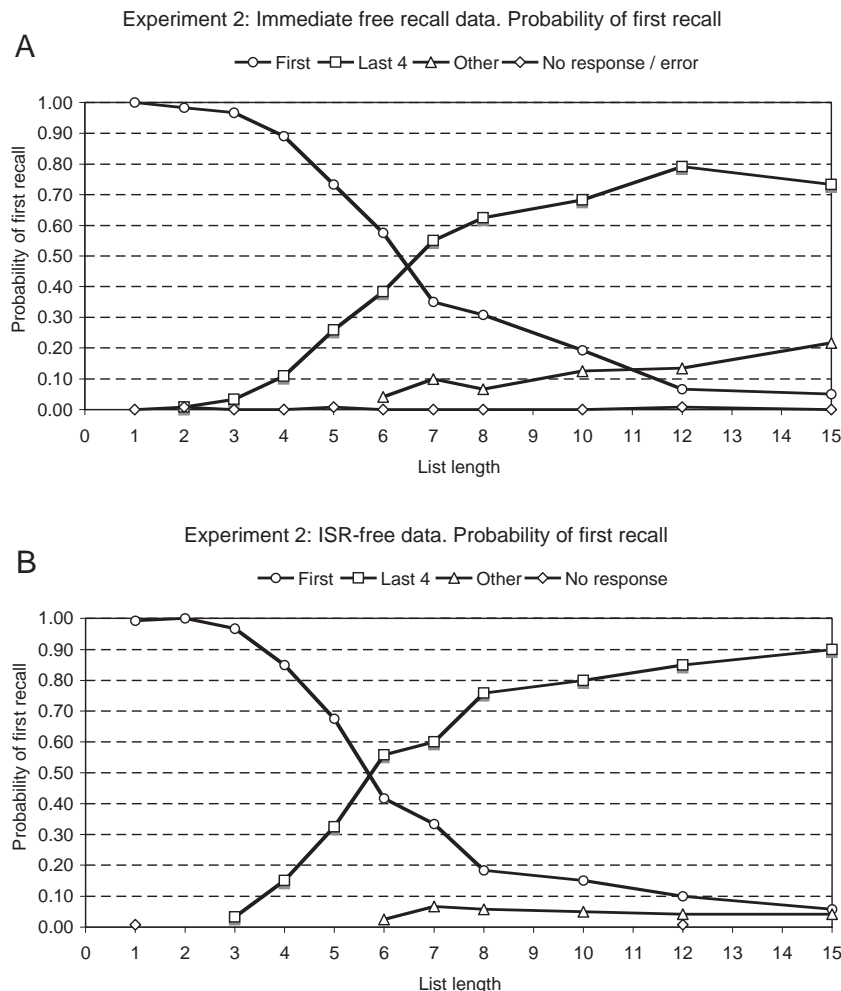 Experiment 2: Immediate free recall data. Probability of first recall
A
First Last 4 Other No response / error
1.00
0.90
0.80
0.70
0.60
0.50
0.40
0.30
0.20
0.10
0.00
Probability of first recall
0 1 2 3 4 5 6 7 8 9 10 11 12 13 14 15
List length
Experiment 2: ISR-free data. Probability of first recall
B
First Last 4 Other No response
1.00
0.90
0.80
0.70
0.60
0.50
0.40
0.30
0.20
0.10
0.00
Probability of first recall
0 1 2 3 4 5 6 7 8 9 10 11 12 13 14 15
List length